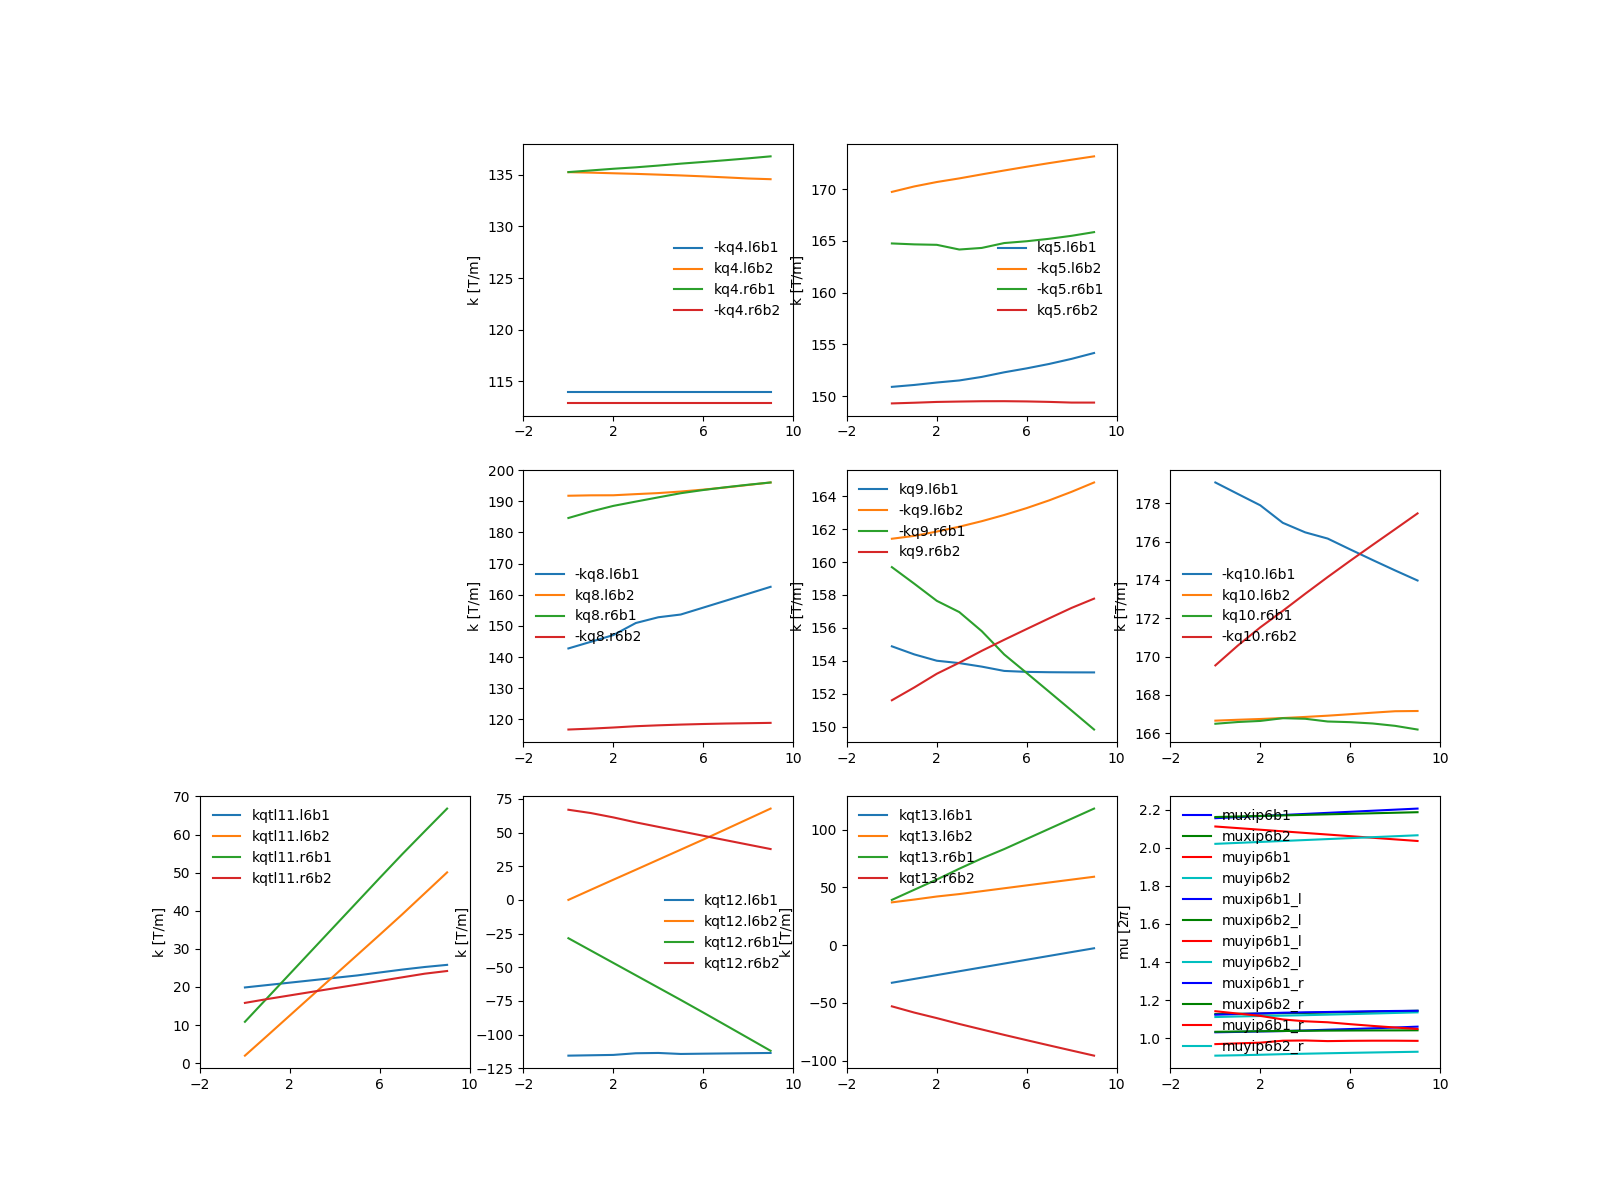 135
130
125
120
115
k [T/m]
-kq4.l6b1
kq4.l6b2
kq4.r6b1
-kq4.r6b2
−2 2 6 10
170
165
160
155
150
k [T/m]
kq5.l6b1
-kq5.l6b2
-kq5.r6b1
kq5.r6b2
−2 2 6 10
200
190
180
170
160
150
140
130
120
k [T/m]
-kq8.l6b1
kq8.l6b2
kq8.r6b1
-kq8.r6b2
−2 2 6 10
164
162
160
158
156
154
152
150
k [T/m]
kq9.l6b1
-kq9.l6b2
-kq9.r6b1
kq9.r6b2
−2 2 6 10
178
176
174
172
170
168
166
k [T/m]
-kq10.l6b1
kq10.l6b2
kq10.r6b1
-kq10.r6b2
−2 2 6 10
70
60
50
40
30
20
10
0
k [T/m]
kqtl11.l6b1
kqtl11.l6b2
kqtl11.r6b1
kqtl11.r6b2
−2 2 6 10
75
50
25
0
−25
−50
−75
−100
−125
k [T/m]
kqt12.l6b1
kqt12.l6b2
kqt12.r6b1
kqt12.r6b2
−2 2 6 10
100
50
0
−50
−100
k [T/m]
kqt13.l6b1
kqt13.l6b2
kqt13.r6b1
kqt13.r6b2
−2 2 6 10
2.2
2.0
1.8
1.6
1.4
1.2
1.0
mu [2π]
muxip6b1
muxip6b2
muyip6b1
muyip6b2
muxip6b1_l
muxip6b2_l
muyip6b1_l
muyip6b2_l
muxip6b1_r
muxip6b2_r
muyip6b1_r
muyip6b2_r
−2 2 6 10